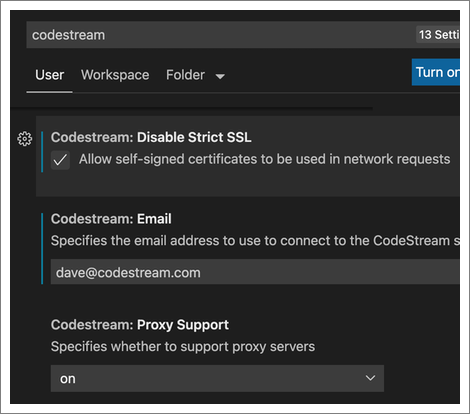 codestream
13 Setti
User Workspace Folder
Turn on
Codestream: Disable Strict SSL
Allow self-signed certificates to be used in network requests
Codestream: Email
Specifies the email address to use to connect to the CodeStream s
dave@codestream.com
Codestream: Proxy Support
Specifies whether to support proxy servers
on